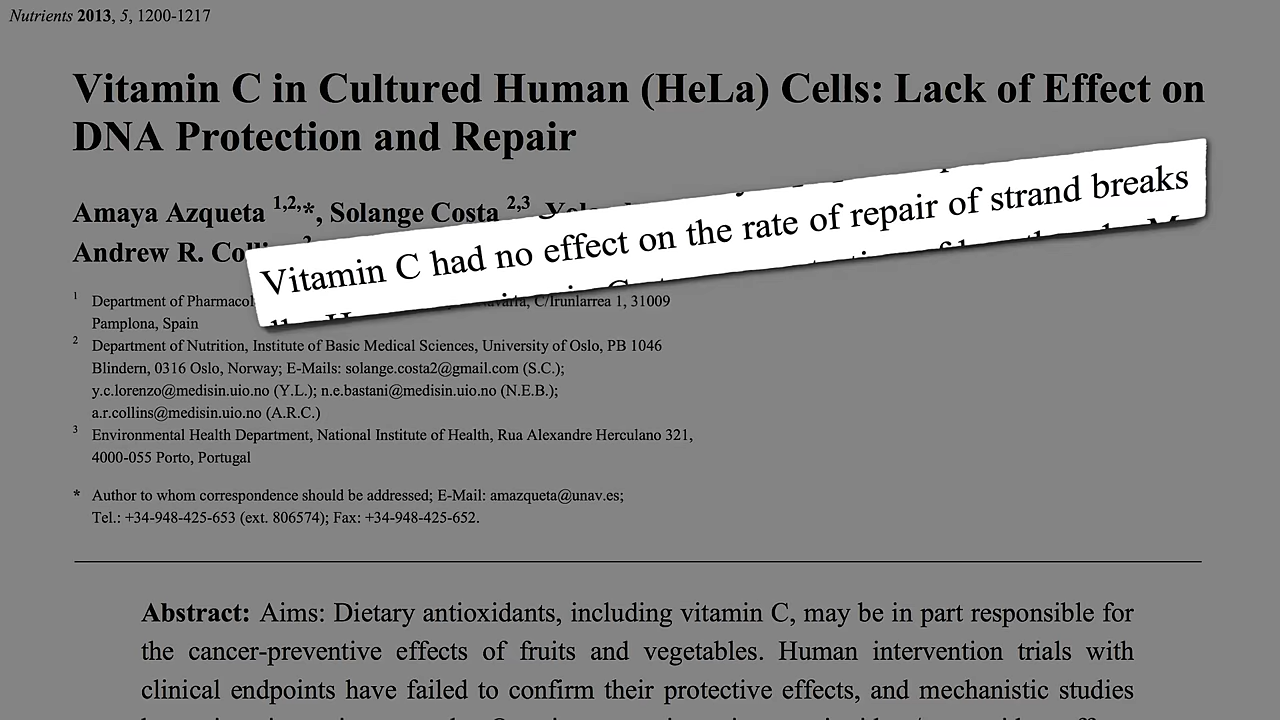 Nutrients 2013, 5, 1200-1217
Vitamin C in Cultured Human (HeLa) Cells: Lack of Effect on
DNA Protection and Repair
Amaya Azqueta 1,2,*, Solange Costa 2,3
Andrew R.
Vitamin C had no effect on the rate of repair of strand breaks
1 Department of C/Irunlarrea 1, 31009
Pamplona, Spain
2 Department of Nutrition, Institute of Basic Medical Sciences, University of Oslo, PB 1046
Blindern, 0316 Oslo, Norway; E-Mails: solange.costa2@gmail.com (S.C.);
y.c.lorenzo@medisin.uio.no (Y.L.); n.e.bastani@medisin.uio.no (N.E.B.);
a.r.collins@medisin.uio.no (A.R.C.)
3 Environmental Health Department, National Institute of Health, Rua Alexandre Herculano 321,
4000-055 Porto, Portugal
* Author to whom correspondence should be addressed; E-Mail: amazqueta@unav.es;
Tel.: +34-948-425-653 (ext. 806574); Fax: +34-948-425-652.
Abstract: Aims: Dietary antioxidants, including vitamin C, may be in part responsible for
the cancer-preventive effects of fruits and vegetables. Human intervention trials with
clinical endpoints have failed to confirm their protective effects, and mechanistic studies